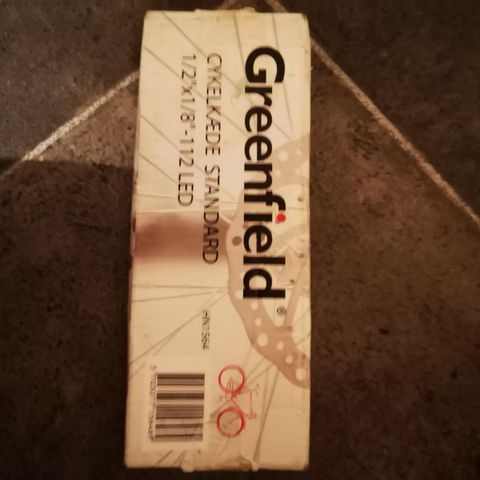 Greenfield®
CYKELKÆDE STANDARD
1/2"x1/8"-112 LED